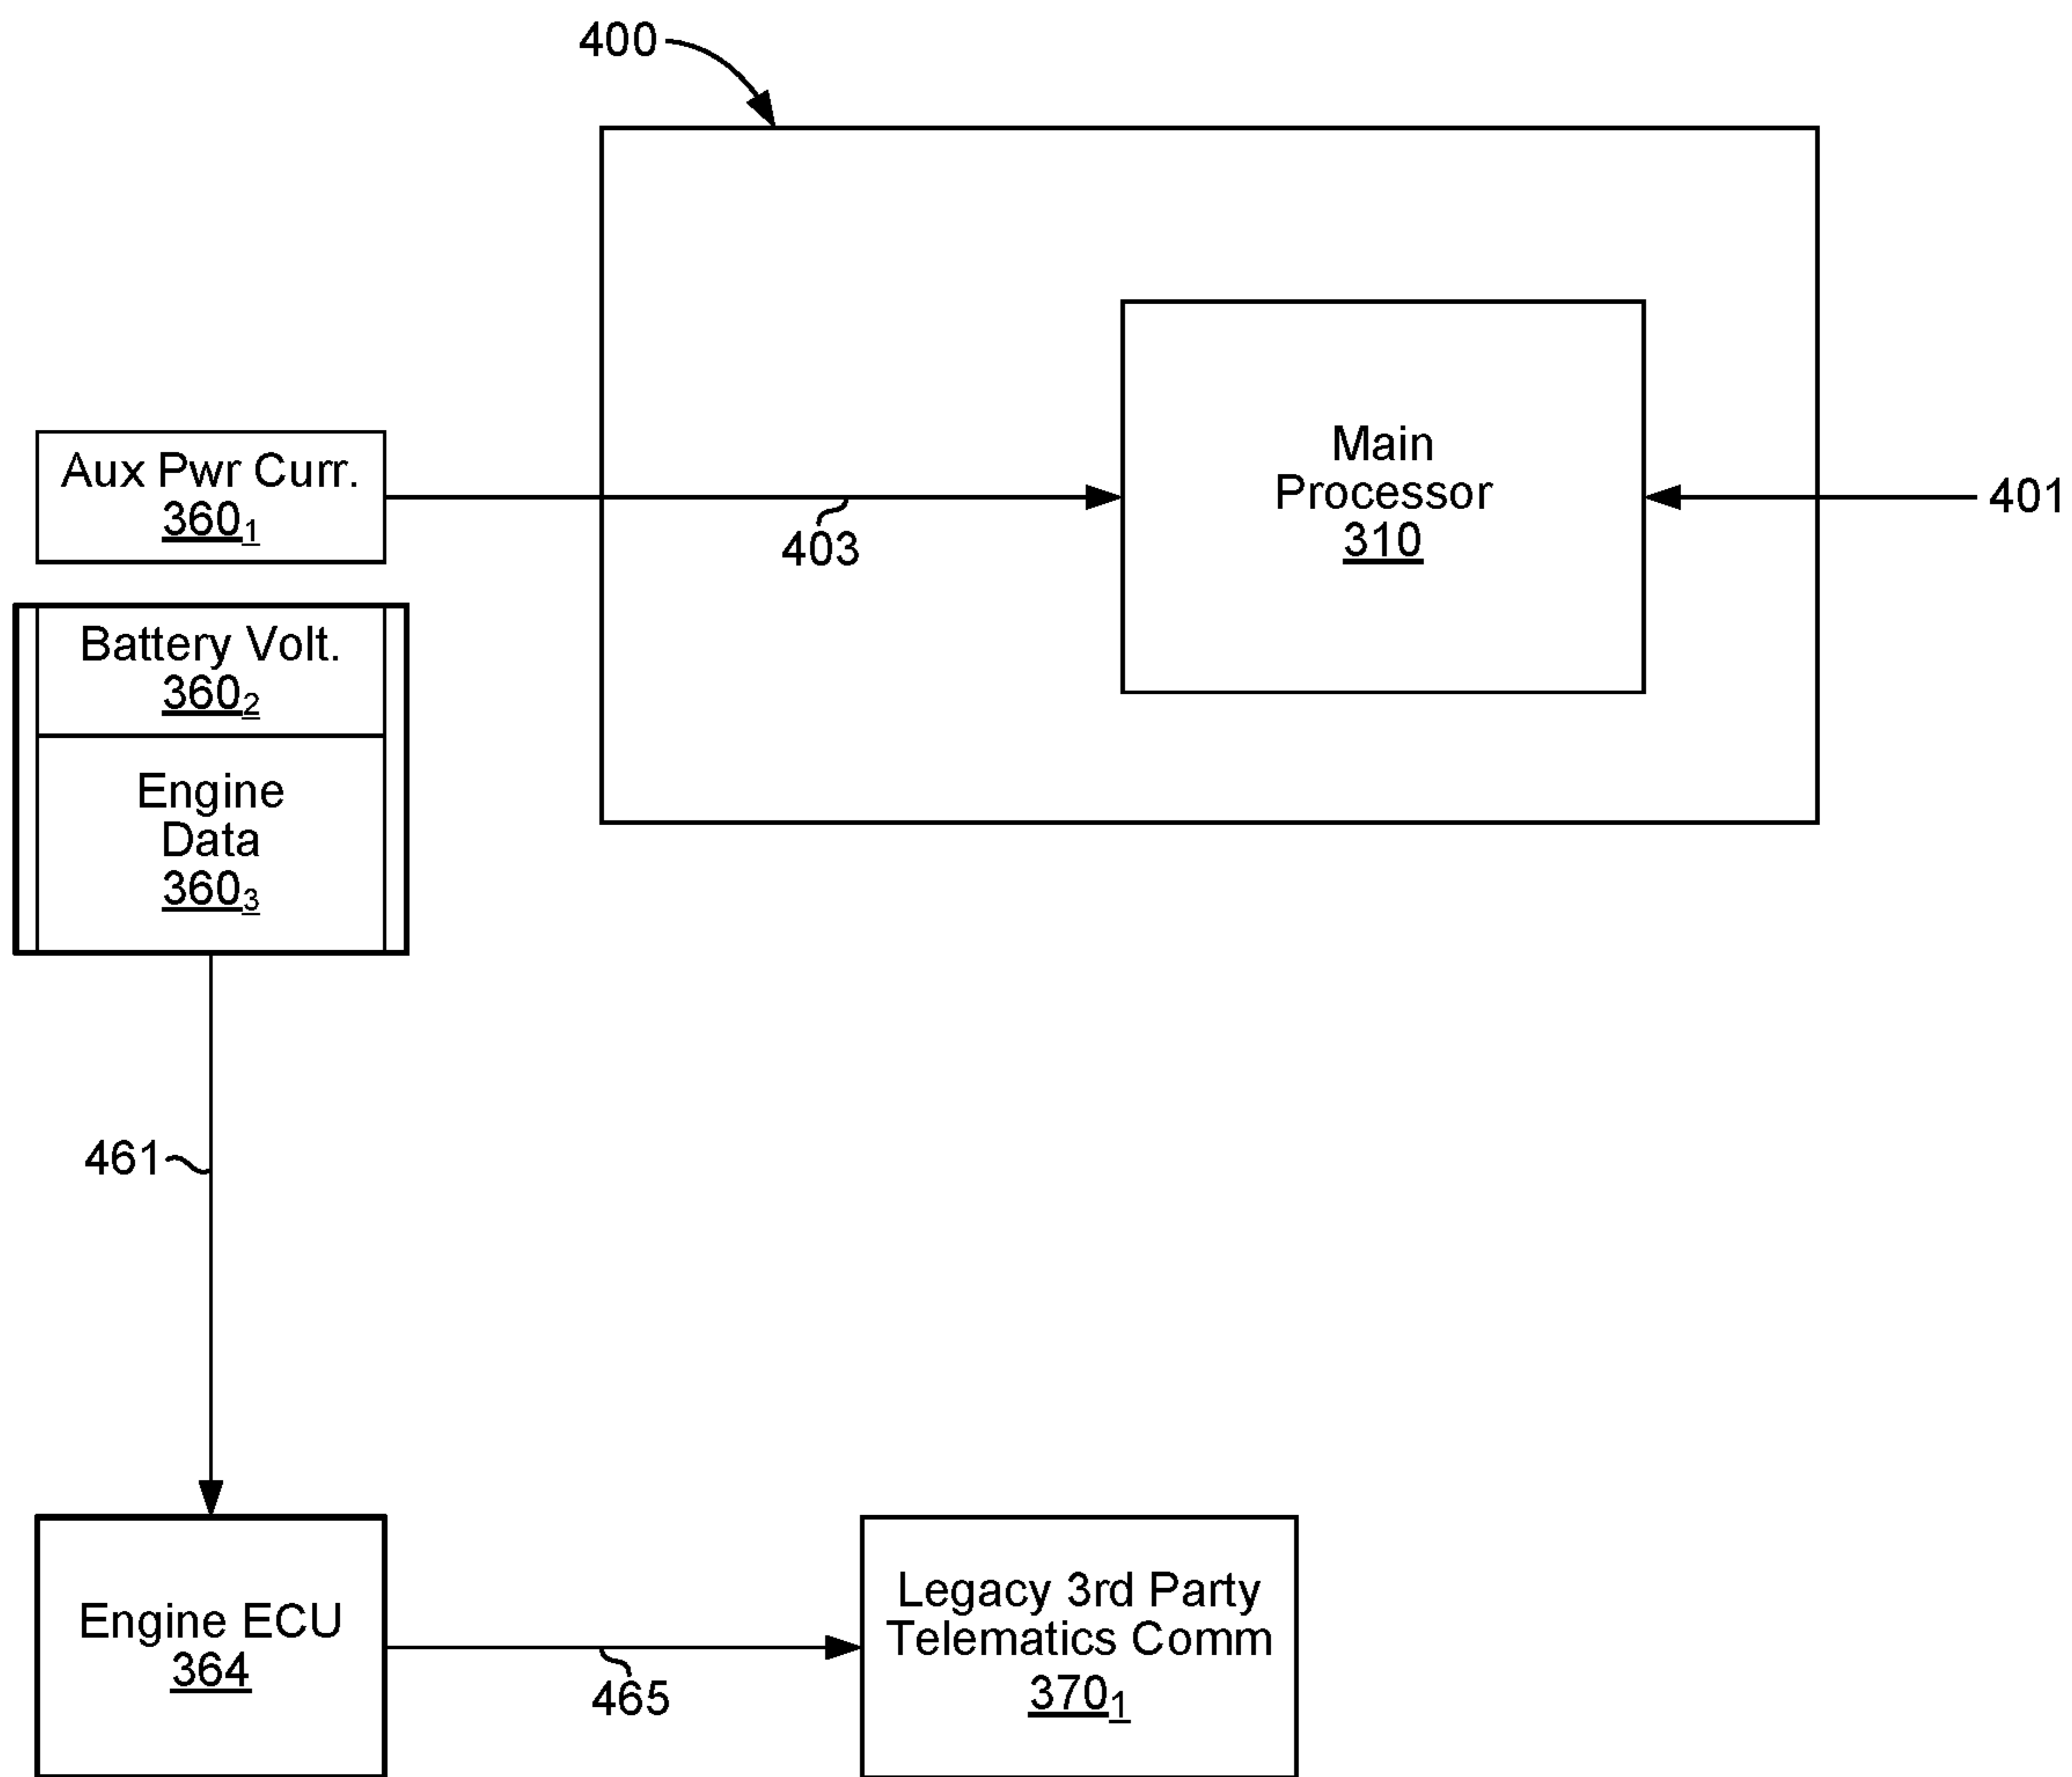 400
Aux Pwr Curr.
360₁
403
Main
Processor
310
401
Battery Volt.
360₂
Engine
Data
360₃
461
Engine ECU
364
465
Legacy 3rd Party
Telematics Comm
370₁